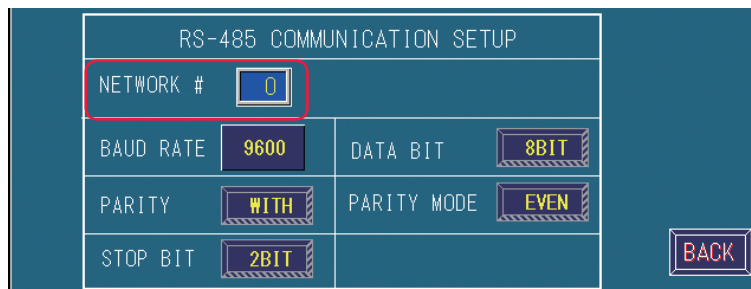 RS-485 COMMUNICATION SETUP
NETWORK # 0
BAUD RATE 9600 DATA BIT 8BIT
PARITY WITH PARITY MODE EVEN
STOP BIT 2BIT
BACK